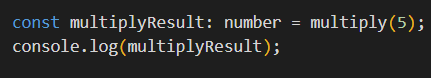 const multiplyResult: number = multiply(5);
console.log(multiplyResult);